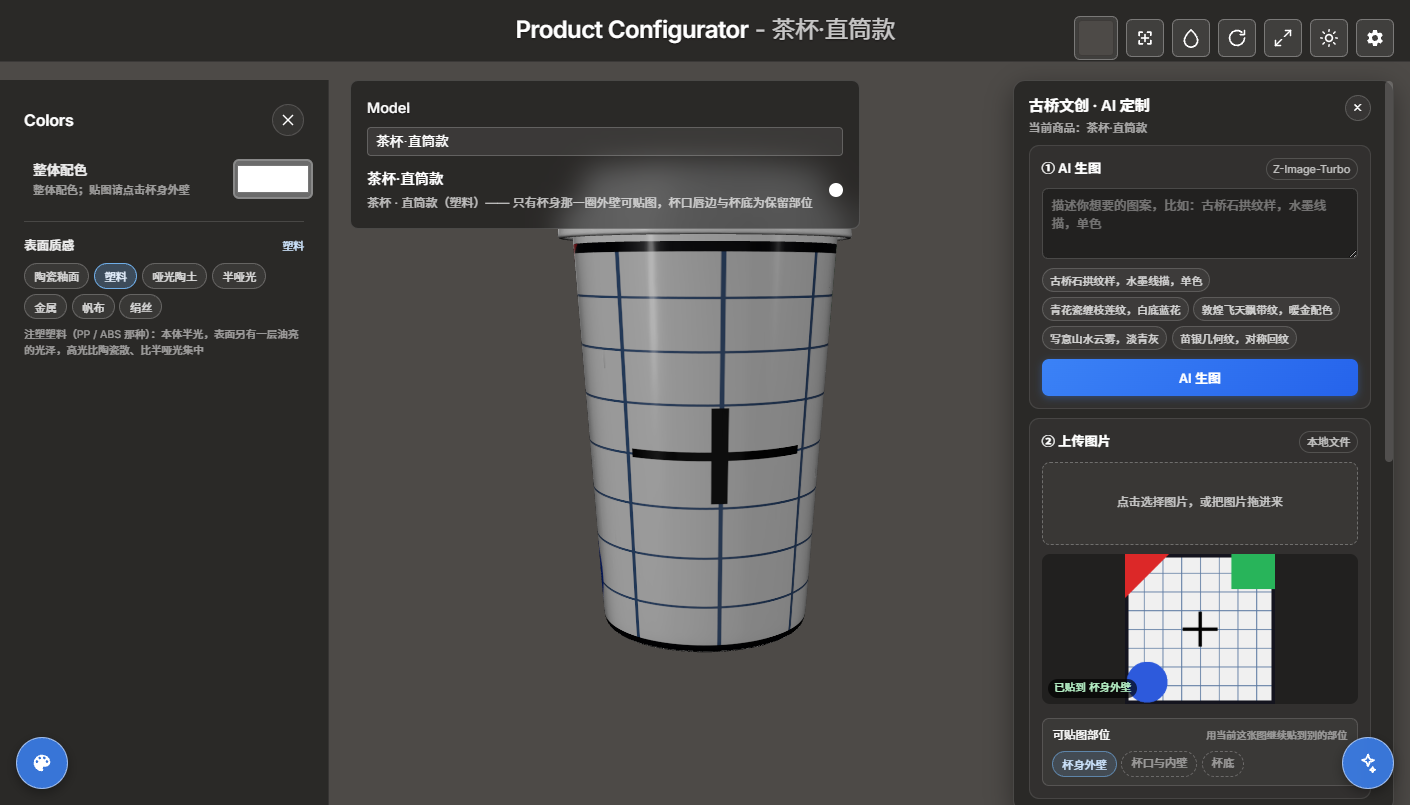 Product Configurator - 茶杯·直筒款
Colors
整体配色
整体配色；贴图请点击杯身外壁
表面质感
塑料
陶瓷釉面
塑料
哑光陶土
半哑光
金属
帆布
绢丝
注塑塑料（PP / ABS 那种）：本体半光，表面另有一层油亮
的光泽，高光比陶瓷散、比半哑光集中
Model
茶杯·直筒款
茶杯·直筒款
茶杯 · 直筒款（塑料）—— 只有杯身那一圈外壁可贴图，杯口唇边与杯底为保留部位
古桥文创 · AI 定制
当前商品：茶杯·直筒款
① AI 生图
Z-Image-Turbo
描述你想要的图案，比如：古桥石拱纹样，水墨线
描，单色
古桥石拱纹样，水墨线描，单色
青花瓷缠枝莲纹，白底蓝花
敦煌飞天飘带纹，暖金配色
写意山水云雾，淡青灰
苗银几何纹，对称回纹
AI 生图
② 上传图片
本地文件
点击选择图片，或把图片拖进来
已贴到 杯身外壁
可贴图部位
用当前这张图继续贴到别的部位
杯身外壁
杯口与内壁
杯底